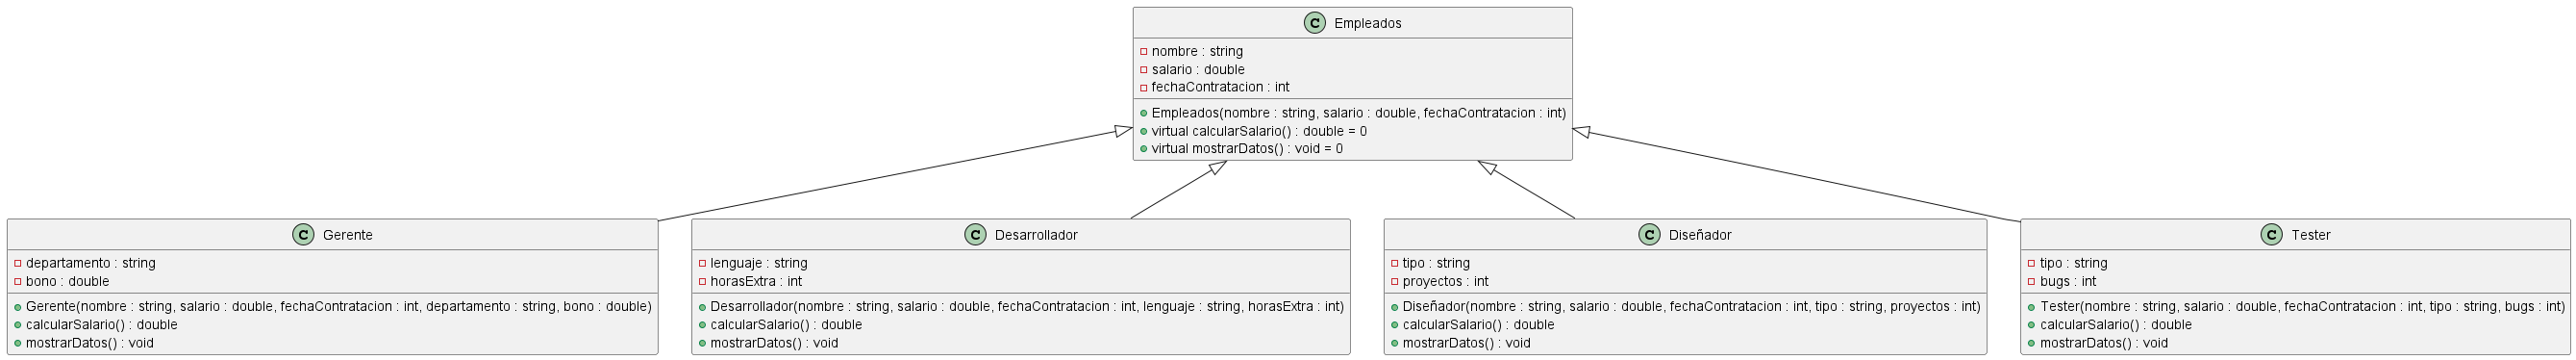 C Empleados
nombre : string
salario : double
fechaContratacion : int
Empleados(nombre : string, salario : double, fechaContratacion : int)
virtual calcularSalario() : double = 0
virtual mostrarDatos() : void = 0
C Gerente
departamento : string
bono : double
Gerente(nombre : string, salario : double, fechaContratacion : int, departamento : string, bono : double)
calcularSalario() : double
mostrarDatos() : void
C Desarrollador
lenguaje : string
horasExtra : int
Desarrollador(nombre : string, salario : double, fechaContratacion : int, lenguaje : string, horasExtra : int)
calcularSalario() : double
mostrarDatos() : void
C Diseñador
tipo : string
proyectos : int
Diseñador(nombre : string, salario : double, fechaContratacion : int, tipo : string, proyectos : int)
calcularSalario() : double
mostrarDatos() : void
C Tester
tipo : string
bugs : int
Tester(nombre : string, salario : double, fechaContratacion : int, tipo : string, bugs : int)
calcularSalario() : double
mostrarDatos() : void